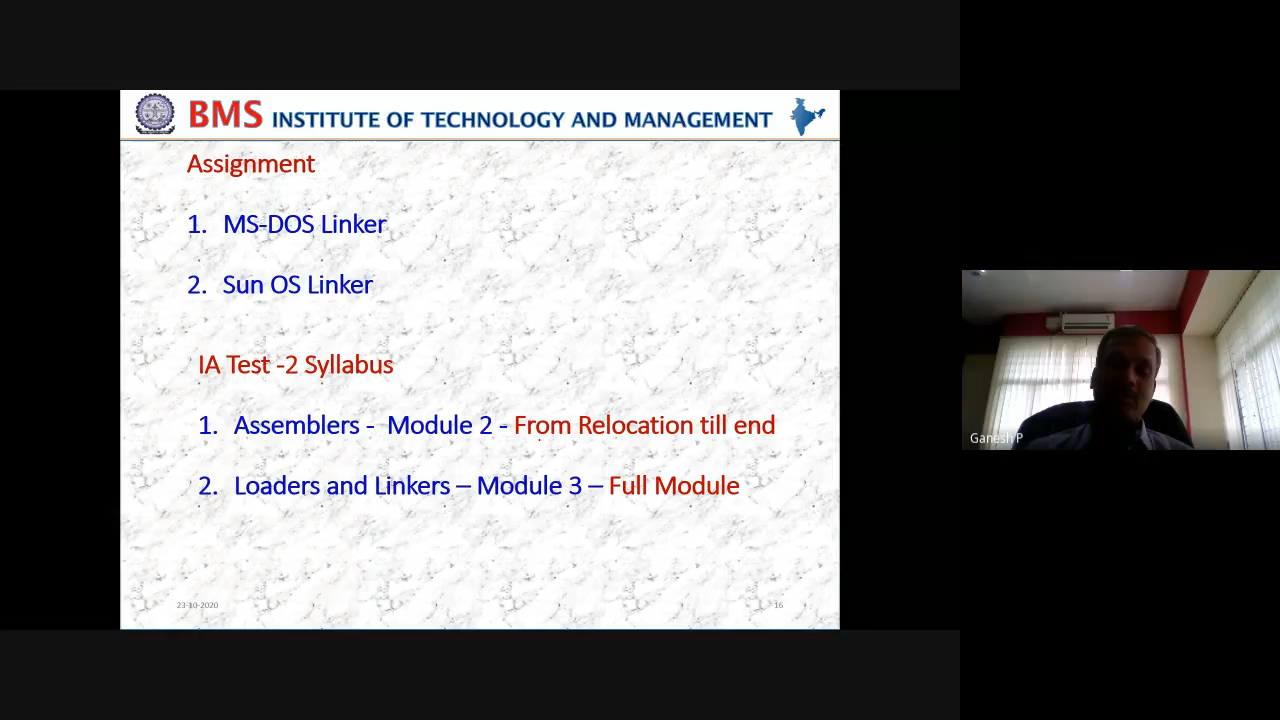 BMS INSTITUTE OF TECHNOLOGY AND MANAGEMENT
Assignment
1. MS-DOS Linker
2. Sun OS Linker
IA Test -2 Syllabus
1. Assemblers - Module 2 - From Relocation till end
2. Loaders and Linkers – Module 3 – Full Module
23-10-2020
16
Ganesh P